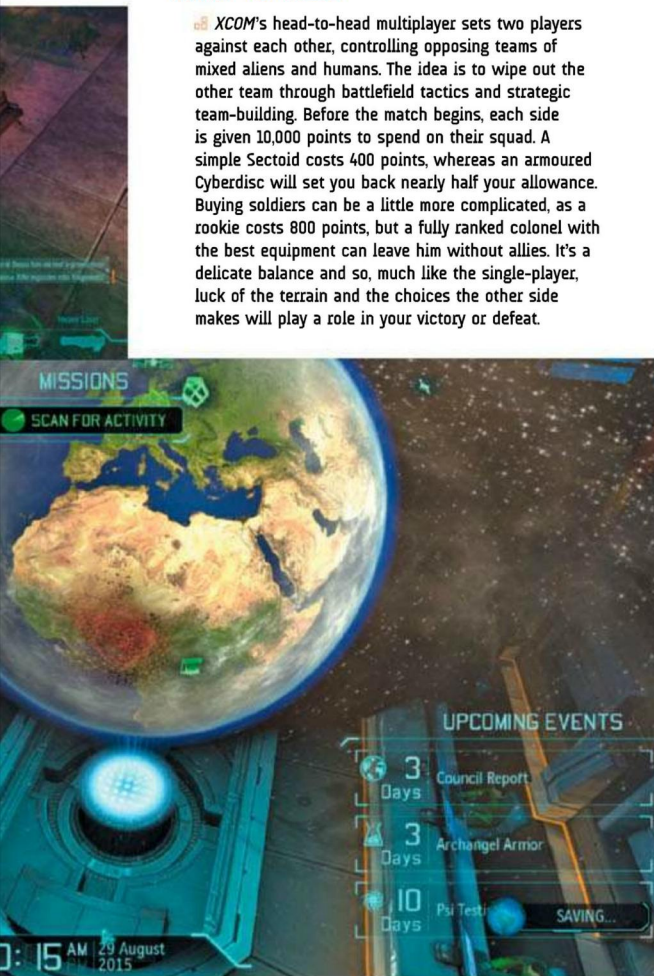 XCOM's head-to-head multiplayer sets two players
against each other, controlling opposing teams of
mixed aliens and humans. The idea is to wipe out the
other team through battlefield tactics and strategic
team-building. Before the match begins, each side
is given 10,000 points to spend on their squad. A
simple Sectoid costs 400 points, whereas an armoured
Cyberdisc will set you back nearly half your allowance.
Buying soldiers can be a little more complicated, as a
rookie costs 800 points, but a fully ranked colonel with
the best equipment can leave him without allies. It's a
delicate balance and so, much like the single-player,
luck of the terrain and the choices the other side
makes will play a role in your victory or defeat.
MISSIONS
SCAN FOR ACTIVITY
UPCOMING EVENTS
3 Days Council Report
3 Days Archangel Armor
10 Days Psi Testi
SAVING...
0:15 AM 29 August
2015